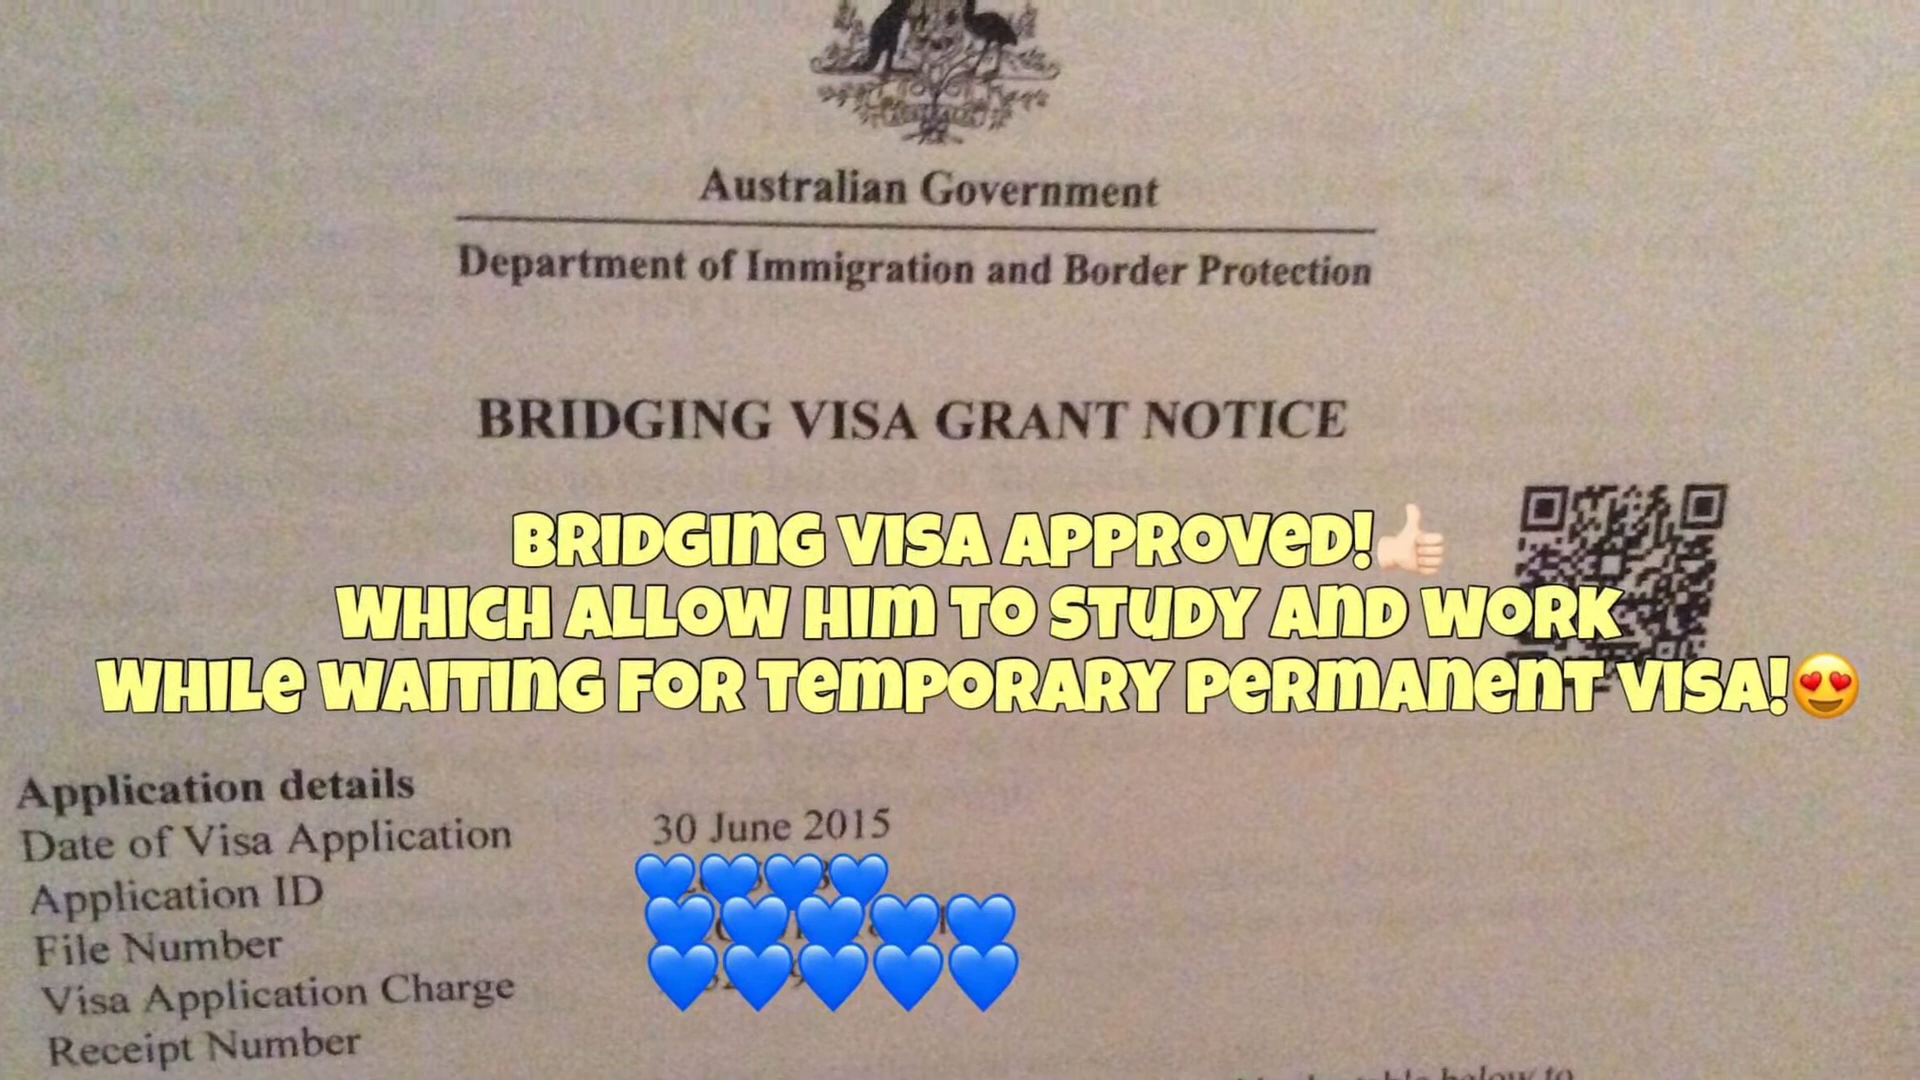 Australian Government
Department of Immigration and Border Protection
BRIDGING VISA GRANT NOTICE
BRIDGING VISA APPROVED!👍🏻
WHICH ALLOW HIM TO STUDY AND WORK
WHILE WAITING FOR TEMPORARY PERMANENT VISA!😍
Application details
Date of Visa Application 30 June 2015
Application ID
File Number
Visa Application Charge
Receipt Number
below to